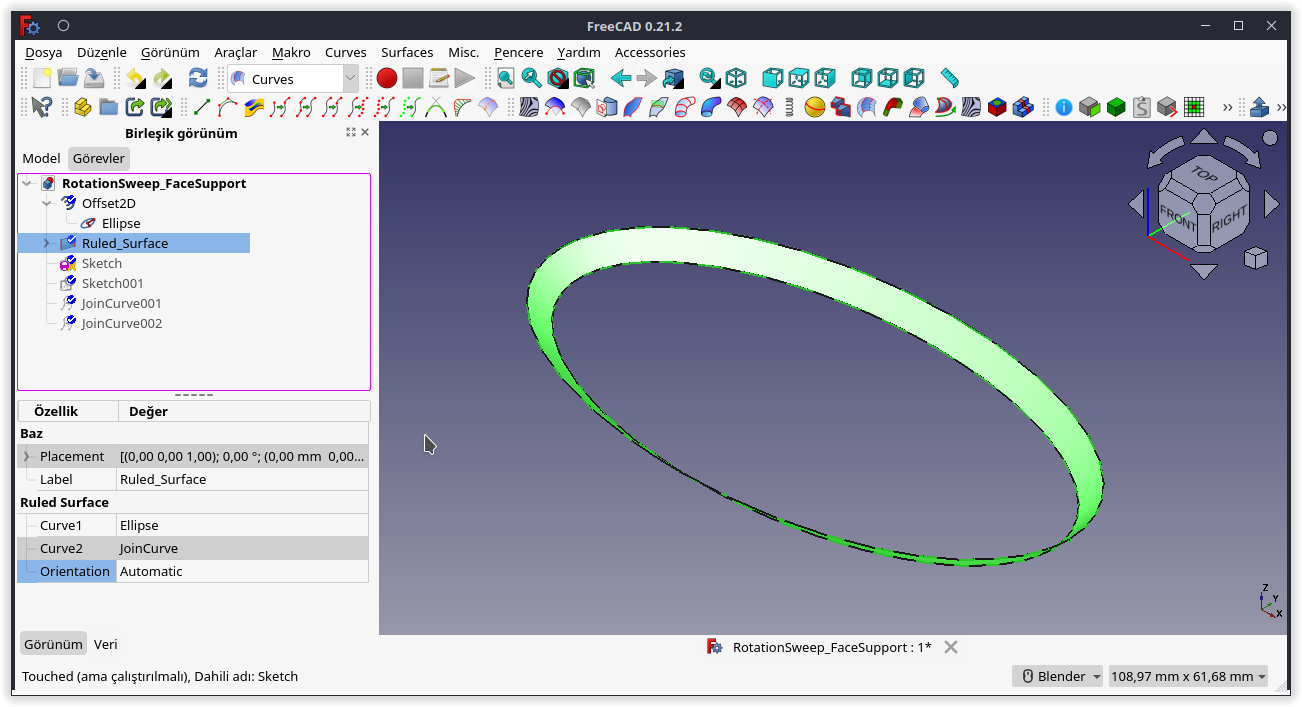 FreeCAD 0.21.2
Dosya Düzenle Görünüm Araçlar Makro Curves Surfaces Misc. Pencere Yardım Accessories
Curves
Birleşik görünüm
Model Görevler
RotationSweep_FaceSupport
Offset2D
Ellipse
Ruled_Surface
Sketch
Sketch001
JoinCurve001
JoinCurve002
Özellik Değer
Baz
Placement [(0,00 0,00 1,00); 0,00 °; (0,00 mm 0,00...
Label Ruled_Surface
Ruled Surface
Curve1 Ellipse
Curve2 JoinCurve
Orientation Automatic
Görünüm Veri
TOP
FRONT
RIGHT
Z
Y
X
RotationSweep_FaceSupport : 1*
Touched (ama çalıştırılmalı), Dahili adı: Sketch
Blender
108,97 mm x 61,68 mm